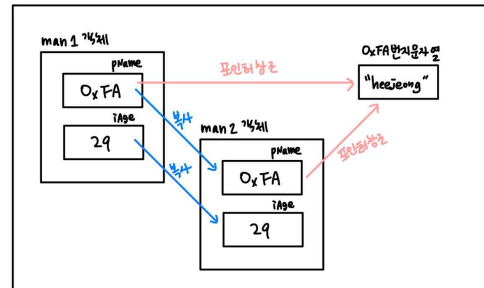 man 1 객체
pName
0xFA
iAge
29
포인터참조
0xFA번지문자열
"heejeong"
복사
복사
man 2 객체
pName
0xFA
iAge
29
포인터참조